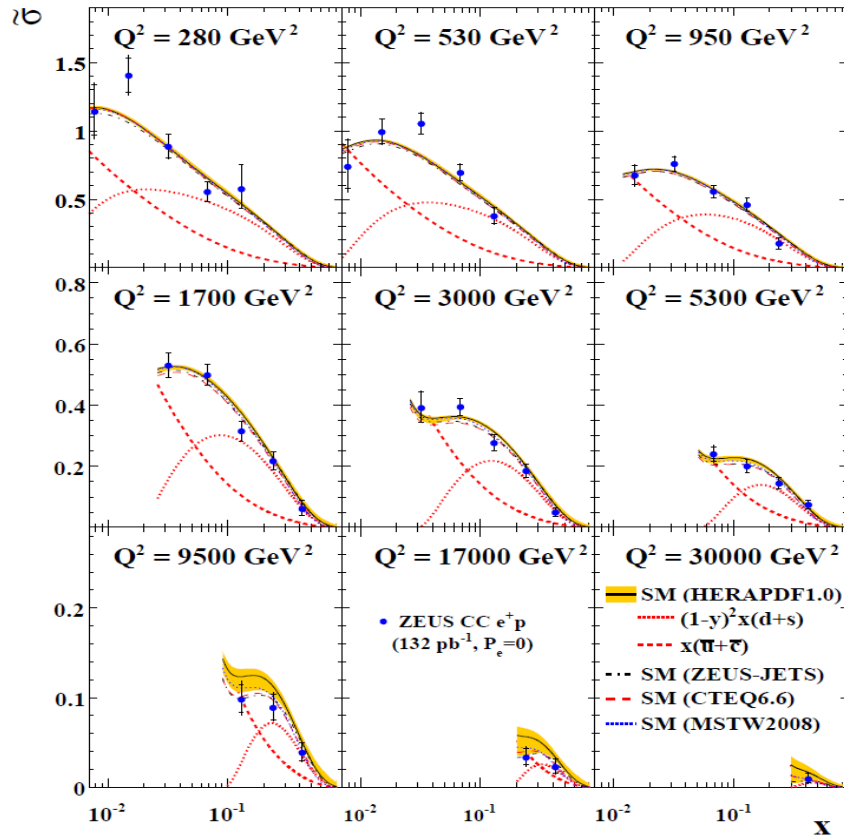 σ̃
Q² = 280 GeV²
Q² = 530 GeV²
Q² = 950 GeV²
1.5
1
0.5
Q² = 1700 GeV²
Q² = 3000 GeV²
Q² = 5300 GeV²
0.8
0.6
0.4
0.2
Q² = 9500 GeV²
Q² = 17000 GeV²
Q² = 30000 GeV²
0.2
0.1
0
ZEUS CC e⁺p
(132 pb⁻¹, Pₑ=0)
SM (HERAPDF1.0)
(1-y)²x(d+s)
x(u̅+c̅)
SM (ZEUS-JETS)
SM (CTEQ6.6)
SM (MSTW2008)
10⁻² 10⁻¹ 10⁻² 10⁻¹ 10⁻² 10⁻¹ x